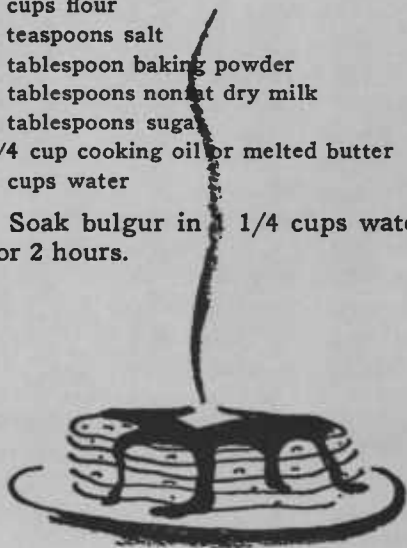 cups flour
teaspoons salt
tablespoon baking powder
tablespoons nonfat dry milk
tablespoons sugar
/4 cup cooking oil or melted butter
cups water
Soak bulgur in 1/4 cups wate
or 2 hours.